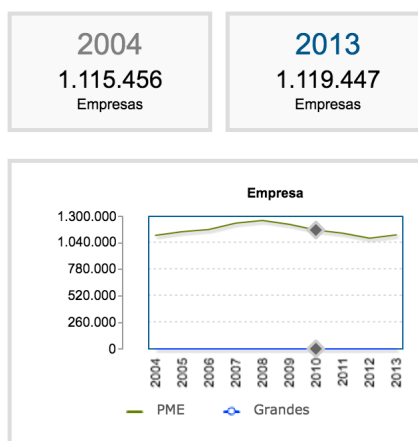 2004
1.115.456
Empresas
2013
1.119.447
Empresas
Empresa
1.300.000
1.040.000
780.000
520.000
260.000
0
2004 2005 2006 2007 2008 2009 2010 2011 2012 2013
PME Grandes